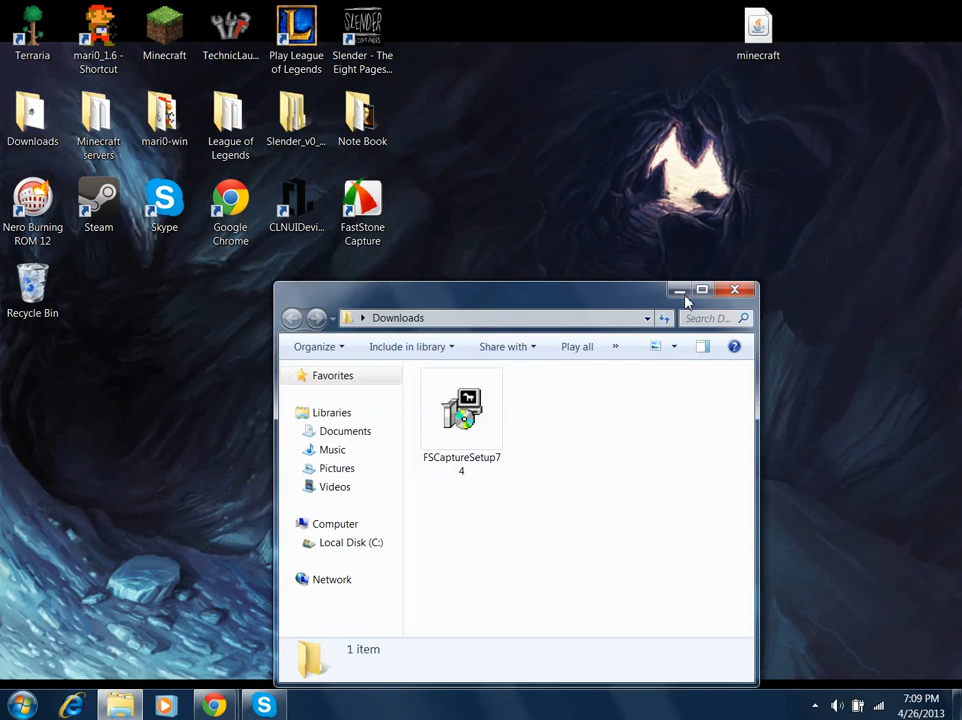 Terraria
mari0_1.6 -
Shortcut
Minecraft
TechnicLau...
Play League
of Legends
SLENDER
Slender - The
Eight Pages...
minecraft
Downloads
Minecraft
servers
mari0-win
League of
Legends
Slender_v0_...
Note Book
Nero Burning
ROM 12
Steam
Skype
Google
Chrome
CLNUIDevi...
FastStone
Capture
Recycle Bin
Downloads
Search D...
Organize
Include in library
Share with
Play all
»
Favorites
Libraries
Documents
Music
Pictures
Videos
Computer
Local Disk (C:)
Network
FSCaptureSetup7
4
1 item
7:09 PM
4/26/2013